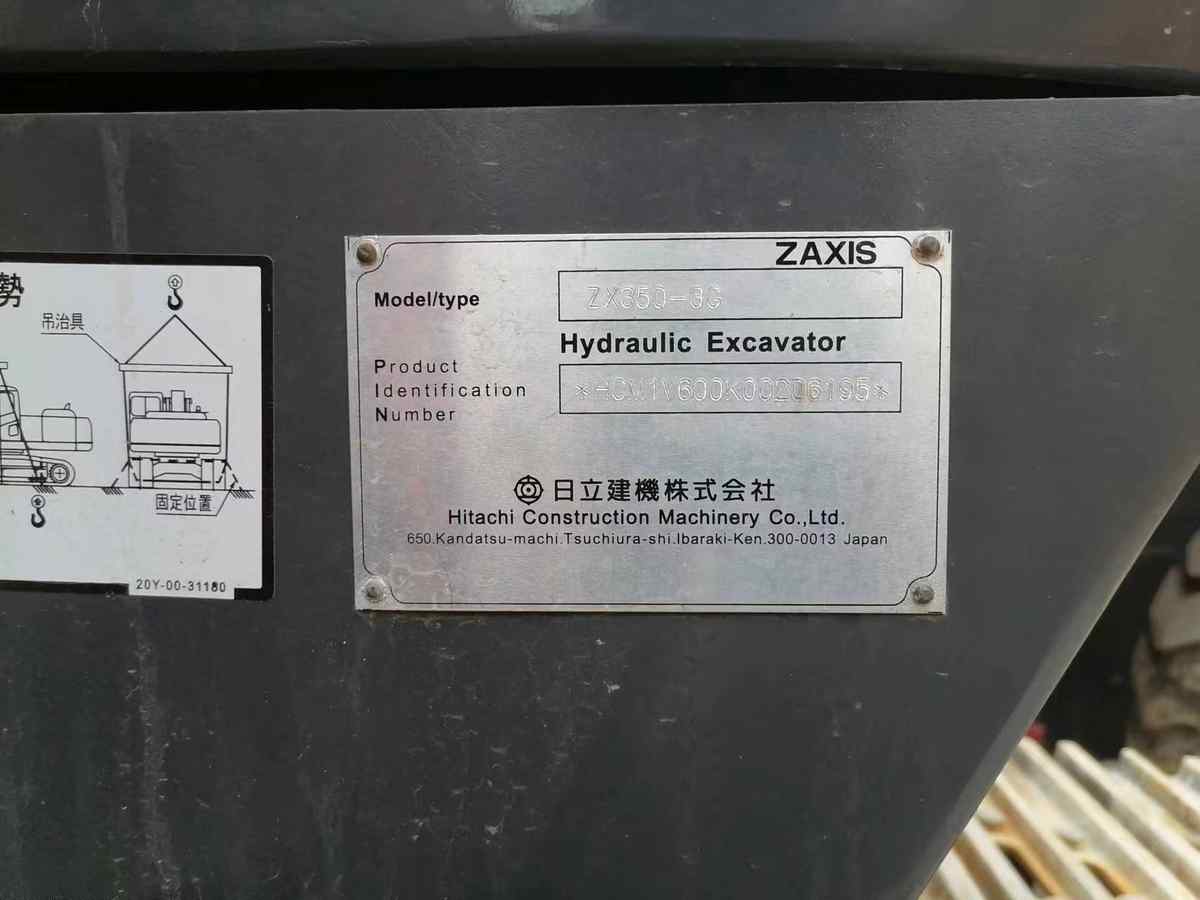 勢
吊治具
固定位置
20Y-00-31180
ZAXIS
Model/type
ZX350-3G
Hydraulic Excavator
Product
Identification
Number
*HCM1V600K00206195*
日立建機株式会社
Hitachi Construction Machinery Co.,Ltd.
650.Kandatsu-machi.Tsuchiura-shi.Ibaraki-Ken.300-0013 Japan